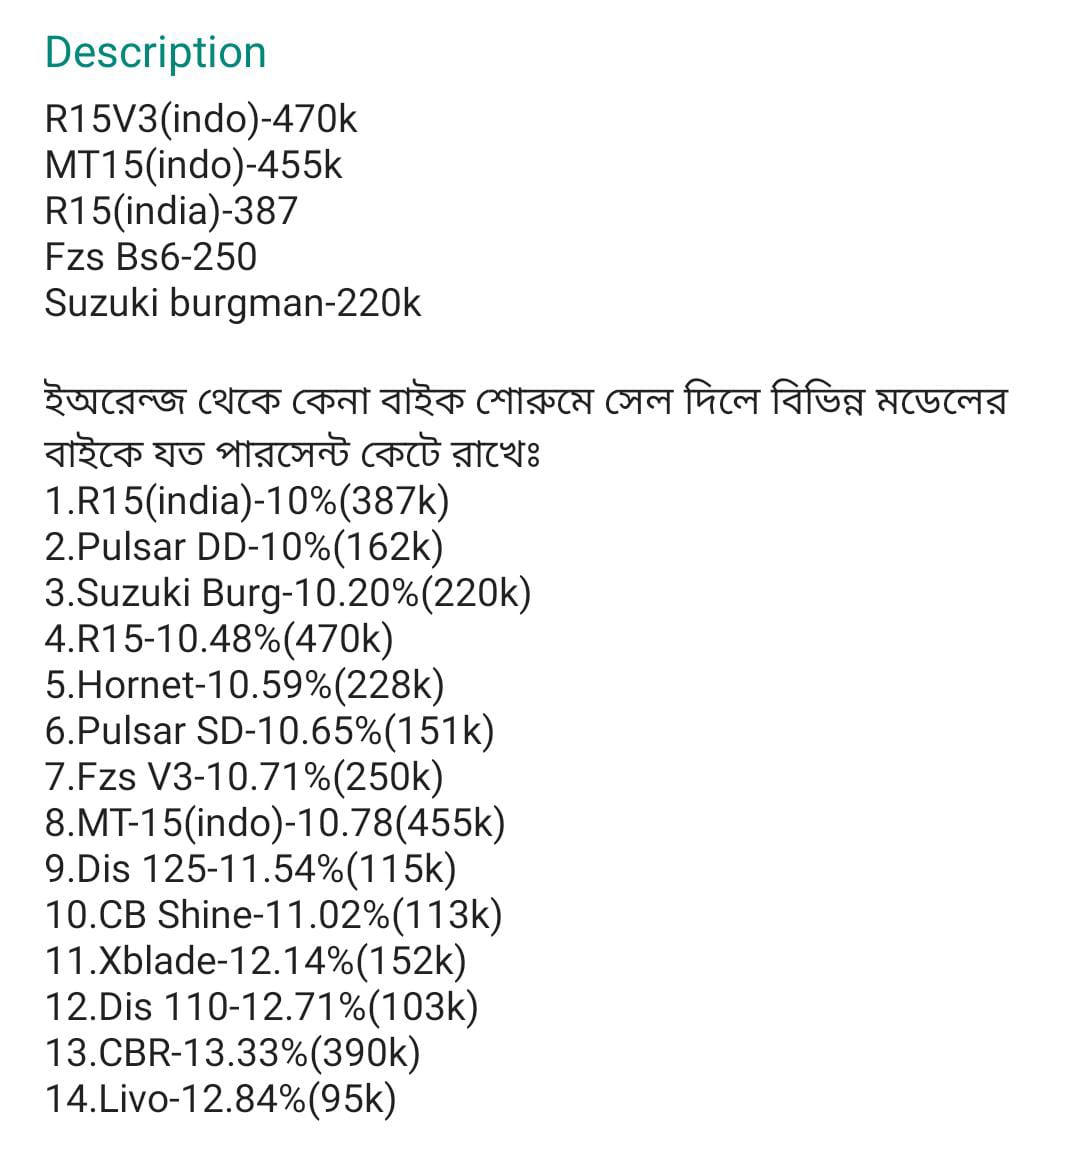 Description
R15V3(indo)-470k
MT15(indo)-455k
R15(india)-387
Fzs Bs6-250
Suzuki burgman-220k
ইঅরেন্জ থেকে কেনা বাইক শোরুমে সেল দিলে বিভিন্ন মডেলের
বাইকে যত পারসেন্ট কেটে রাখেঃ
1.R15(india)-10%(387k)
2.Pulsar DD-10%(162k)
3.Suzuki Burg-10.20%(220k)
4.R15-10.48%(470k)
5.Hornet-10.59%(228k)
6.Pulsar SD-10.65%(151k)
7.Fzs V3-10.71%(250k)
8.MT-15(indo)-10.78(455k)
9.Dis 125-11.54%(115k)
10.CB Shine-11.02%(113k)
11.Xblade-12.14%(152k)
12.Dis 110-12.71%(103k)
13.CBR-13.33%(390k)
14.Livo-12.84%(95k)